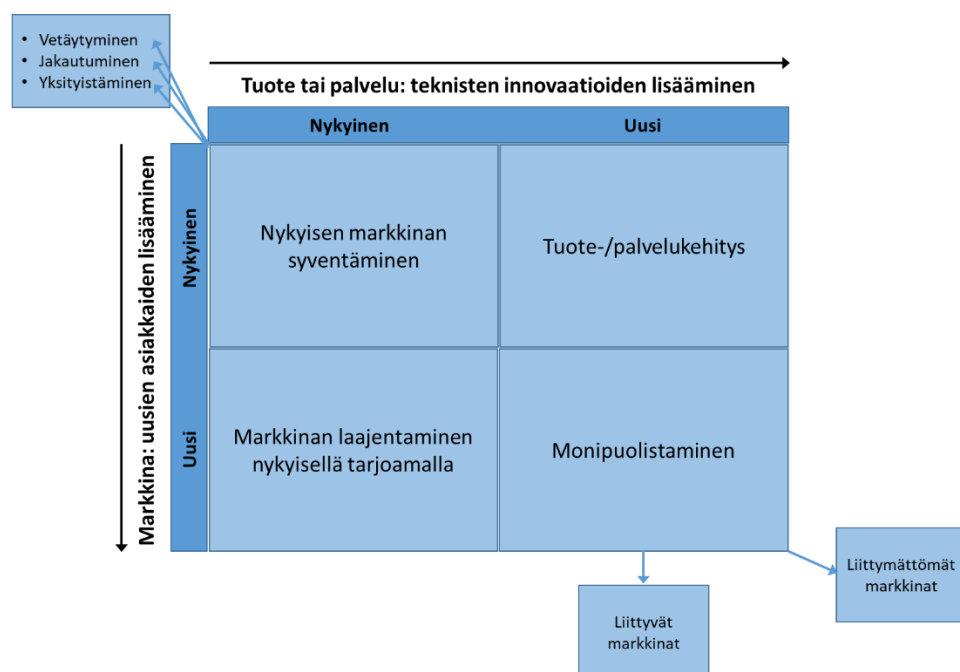 • Vetäytyminen
• Jakautuminen
• Yksityistäminen
Tuote tai palvelu: teknisten innovaatioiden lisääminen
Nykyinen
Uusi
Markkina: uusien asiakkaiden lisääminen
Nykyinen
Nykyisen markkinan
syventäminen
Tuote-/palvelukehitys
Uusi
Markkinan laajentaminen
nykyisellä tarjoamalla
Monipuolistaminen
Liittymättömät
markkinat
Liittyvät
markkinat